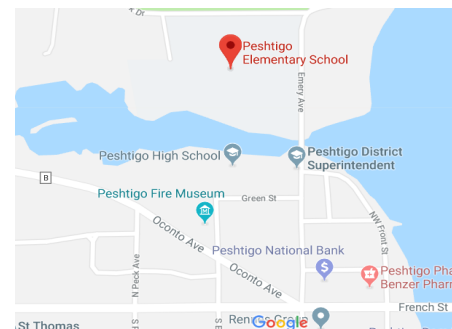 k Dr
Peshtigo
Elementary School
Emery Ave
Peshtigo High School
Peshtigo District
Superintendent
B
Peshtigo Fire Museum
Green St
Oconto Ave
NW Front St
Peshtigo National Bank
N Peck Ave
Oconto Ave
$
Peshtigo Pha
Benzer Pharm
French St
St Thomas
Google
S E